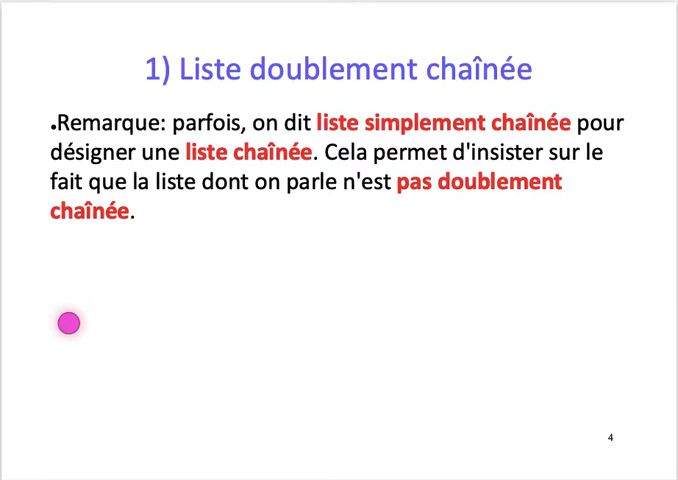 1) Liste doublement chaînée
•Remarque: parfois, on dit liste simplement chaînée pour
désigner une liste chaînée. Cela permet d'insister sur le
fait que la liste dont on parle n'est pas doublement
chaînée.
4